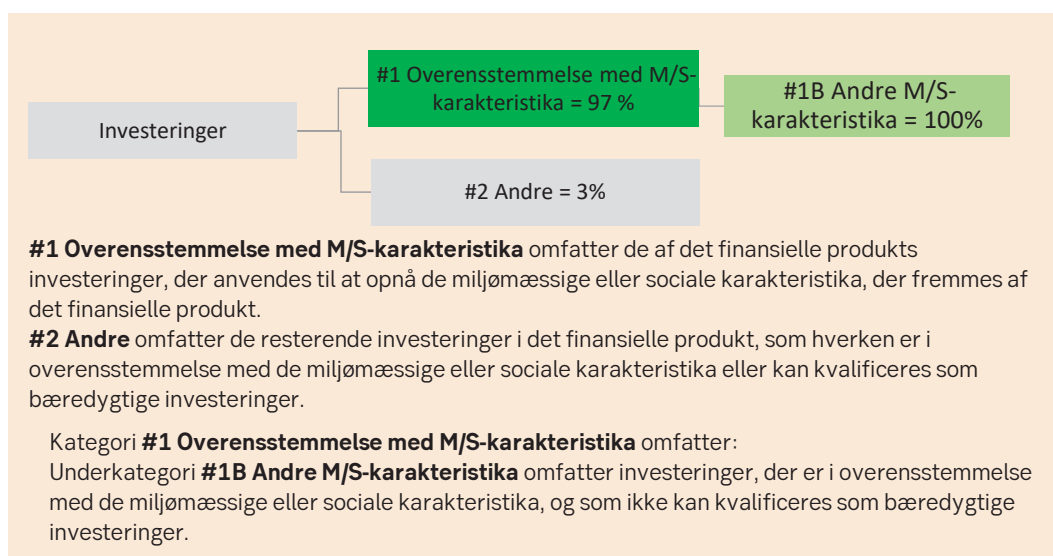 #1 Overensstemmelse med M/S-
karakteristika = 97 %
#1B Andre M/S-
karakteristika = 100%
Investeringer
#2 Andre = 3%
#1 Overensstemmelse med M/S-karakteristika omfatter de af det finansielle produkts
investeringer, der anvendes til at opnå de miljømæssige eller sociale karakteristika, der fremmes af
det finansielle produkt.
#2 Andre omfatter de resterende investeringer i det finansielle produkt, som hverken er i
overensstemmelse med de miljømæssige eller sociale karakteristika eller kan kvalificeres som
bæredygtige investeringer.
Kategori #1 Overensstemmelse med M/S-karakteristika omfatter:
Underkategori #1B Andre M/S-karakteristika omfatter investeringer, der er i overensstemmelse
med de miljømæssige eller sociale karakteristika, og som ikke kan kvalificeres som bæredygtige
investeringer.